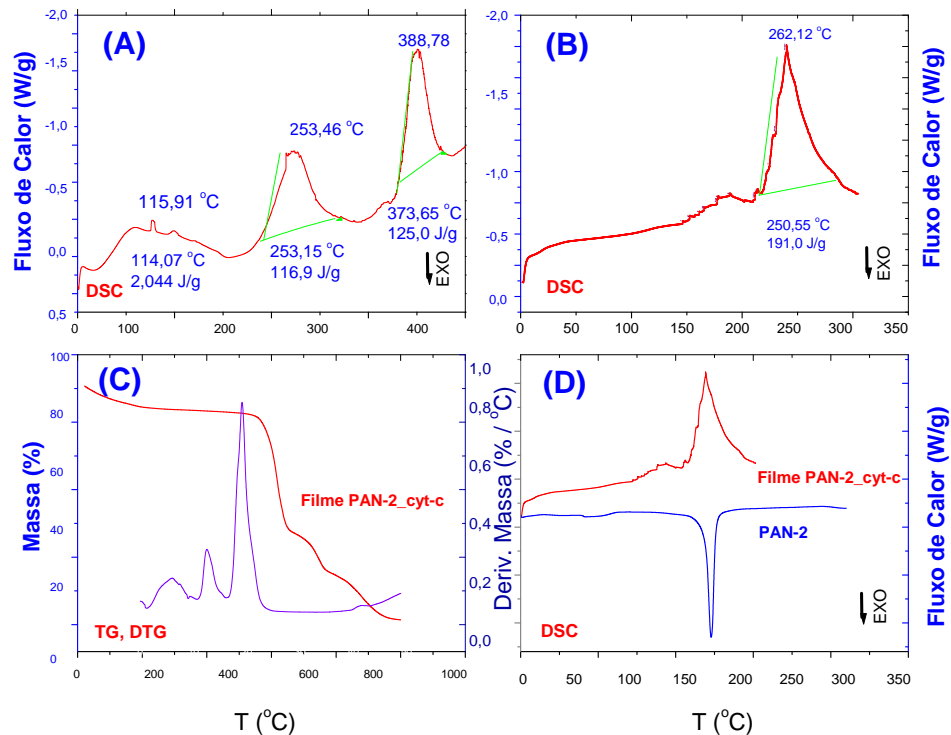 (A)
-2,0
-1,5
-1,0
-0,5
0,0
0,5
Fluxo de Calor (W/g)
388,78
253,46 °C
115,91 °C
114,07 °C
2,044 J/g
253,15 °C
116,9 J/g
373,65 °C
125,0 J/g
EXO
DSC
0 100 200 300 400
(B)
-2,0
-1,5
-1,0
-0,5
0,0
Fluxo de Calor (W/g)
262,12 °C
250,55 °C
191,0 J/g
EXO
DSC
0 50 100 150 200 250 300 350
(C)
100
80
60
40
20
0
Massa (%)
1,0
0,8
0,6
0,4
0,2
0,0
Deriv. Massa (% / °C)
Filme PAN-2_cyt-c
TG, DTG
0 200 400 600 800 1000
T (°C)
(D)
Fluxo de Calor (W/g)
Filme PAN-2_cyt-c
PAN-2
EXO
DSC
0 50 100 150 200 250 300 350
T (°C)